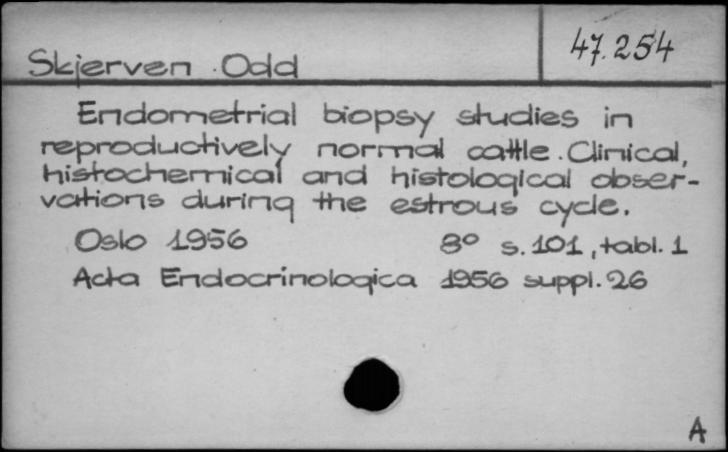 Skjerven Odd
47.254
Endometrial biopsy studies in
reproductively normal cattle. Clinical,
histochemical and histological obser-
vations during the estrous cycle.
Oslo 1956 8º s. 101, tabl. 1
Acta Endocrinologica 1956 suppl. 26
A